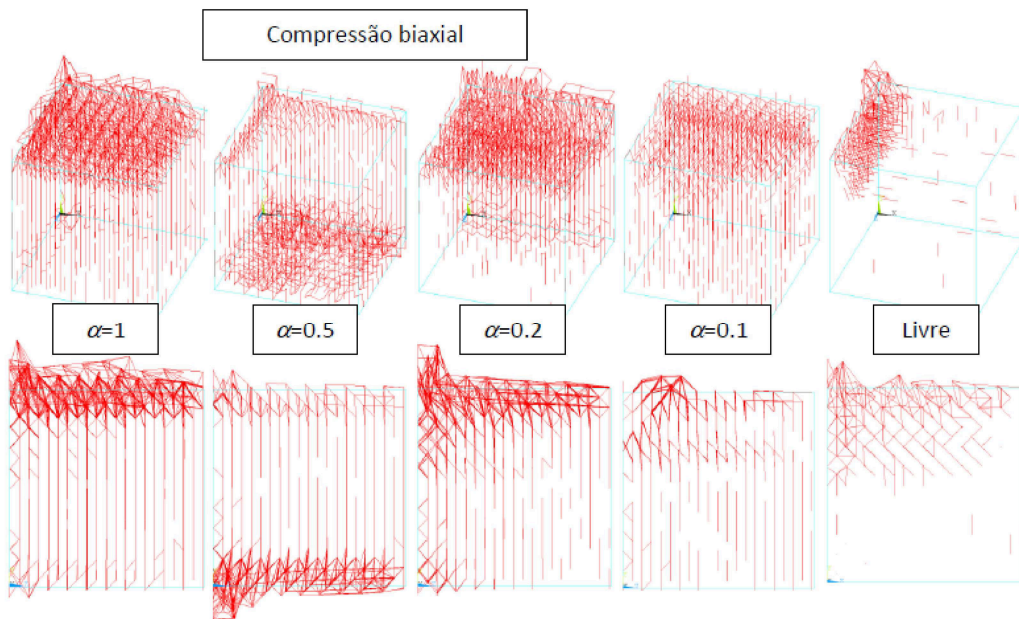 Compressão biaxial
α=1
α=0.5
α=0.2
α=0.1
Livre